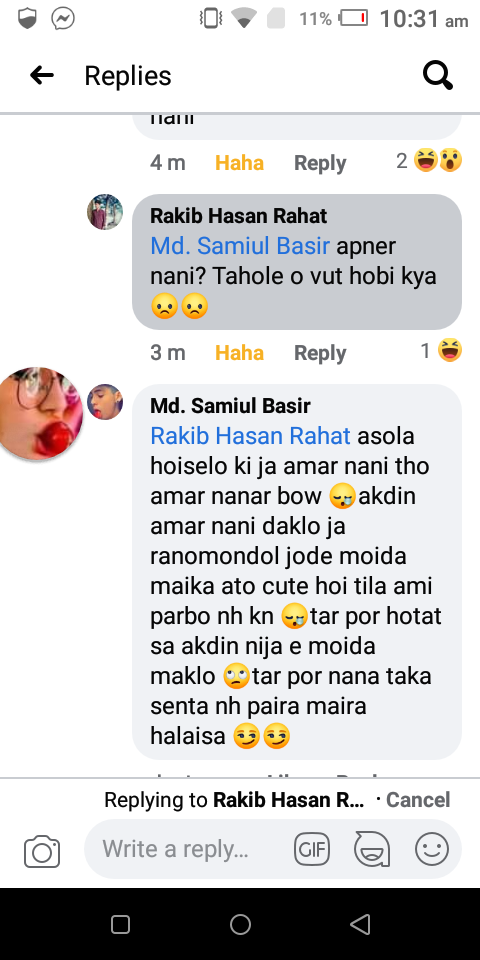 11% 10:31 am
Replies
nani
4 m Haha Reply 2
Rakib Hasan Rahat
Md. Samiul Basir apner
nani? Tahole o vut hobi kya
3 m Haha Reply 1
Md. Samiul Basir
Rakib Hasan Rahat asola
hoiselo ki ja amar nani tho
amar nanar bow 😪akdin
amar nani daklo ja
ranomondol jode moida
maika ato cute hoi tila ami
parbo nh kn 😪tar por hotat
sa akdin nija e moida
maklo 🙄tar por nana taka
senta nh paira maira
halaisa 😏😏
Replying to Rakib Hasan R... · Cancel
Write a reply...
GIF